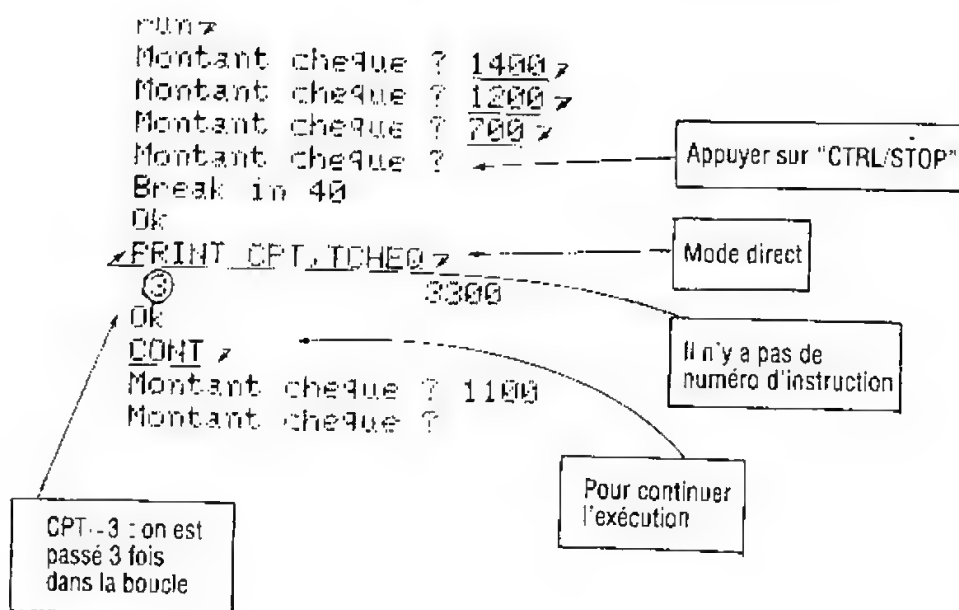 run
Montant cheque ? 1400
Montant cheque ? 1200
Montant cheque ? 700
Montant cheque ?
Appuyer sur "CTRL/STOP"
Break in 40
Ok
PRINT CPT,TCHEQ
Mode direct
3 3300
Ok
Il n'y a pas de
numéro d'instruction
CONT
Montant cheque ? 1100
Montant cheque ?
Pour continuer
l'exécution
CPT--3 : on est
passé 3 fois
dans la boucle